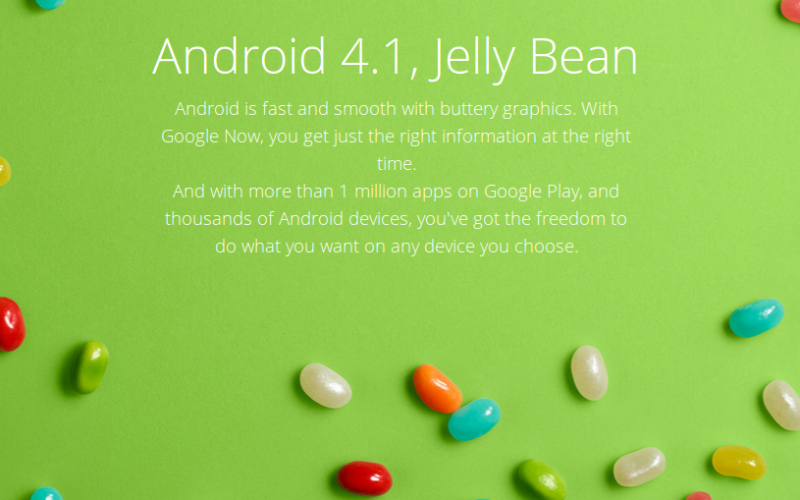 Android 4.1, Jelly Bean
Android is fast and smooth with buttery graphics. With
Google Now, you get just the right information at the right
time.
And with more than 1 million apps on Google Play, and
thousands of Android devices, you've got the freedom to
do what you want on any device you choose.